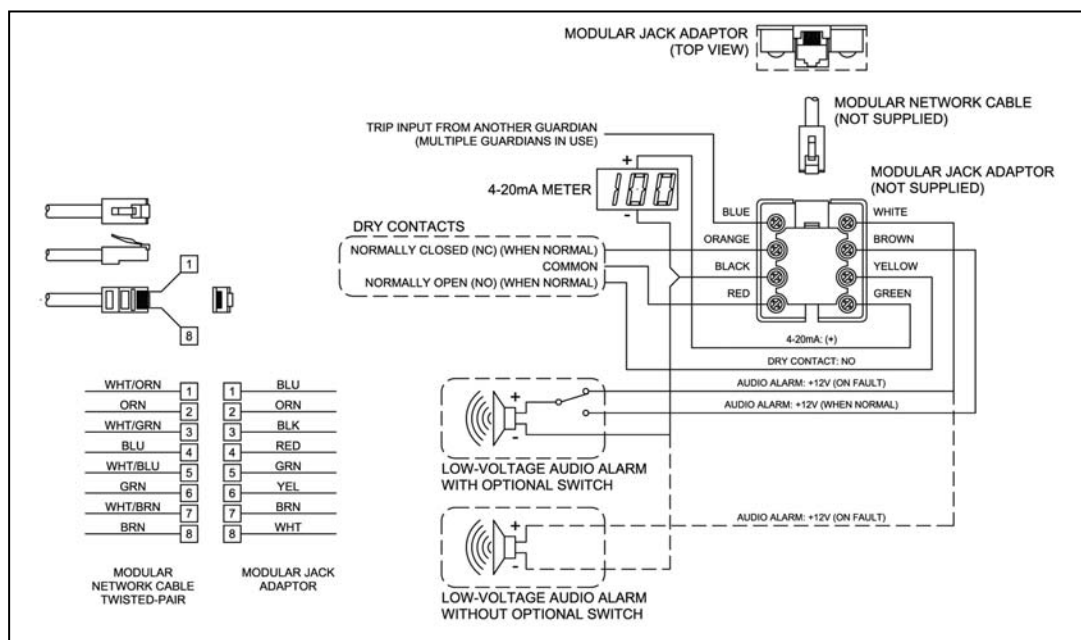 MODULAR JACK ADAPTOR
(TOP VIEW)
MODULAR NETWORK CABLE
(NOT SUPPLIED)
TRIP INPUT FROM ANOTHER GUARDIAN
(MULTIPLE GUARDIANS IN USE)
MODULAR JACK ADAPTOR
(NOT SUPPLIED)
+
4-20mA METER
100
-
BLUE
WHITE
DRY CONTACTS
ORANGE
BROWN
NORMALLY CLOSED (NC) (WHEN NORMAL)
COMMON
BLACK
YELLOW
NORMALLY OPEN (NO) (WHEN NORMAL)
RED
GREEN
1
8
4-20mA: (+)
DRY CONTACT: NO
AUDIO ALARM: +12V (ON FAULT)
AUDIO ALARM: +12V (WHEN NORMAL)
+
-
LOW-VOLTAGE AUDIO ALARM
WITH OPTIONAL SWITCH
AUDIO ALARM: +12V (ON FAULT)
+
-
LOW-VOLTAGE AUDIO ALARM
WITHOUT OPTIONAL SWITCH
WHT/ORN 1
ORN 2
WHT/GRN 3
BLU 4
WHT/BLU 5
GRN 6
WHT/BRN 7
BRN 8
MODULAR
NETWORK CABLE
TWISTED-PAIR
1 BLU
2 ORN
3 BLK
4 RED
5 GRN
6 YEL
7 BRN
8 WHT
MODULAR JACK
ADAPTOR